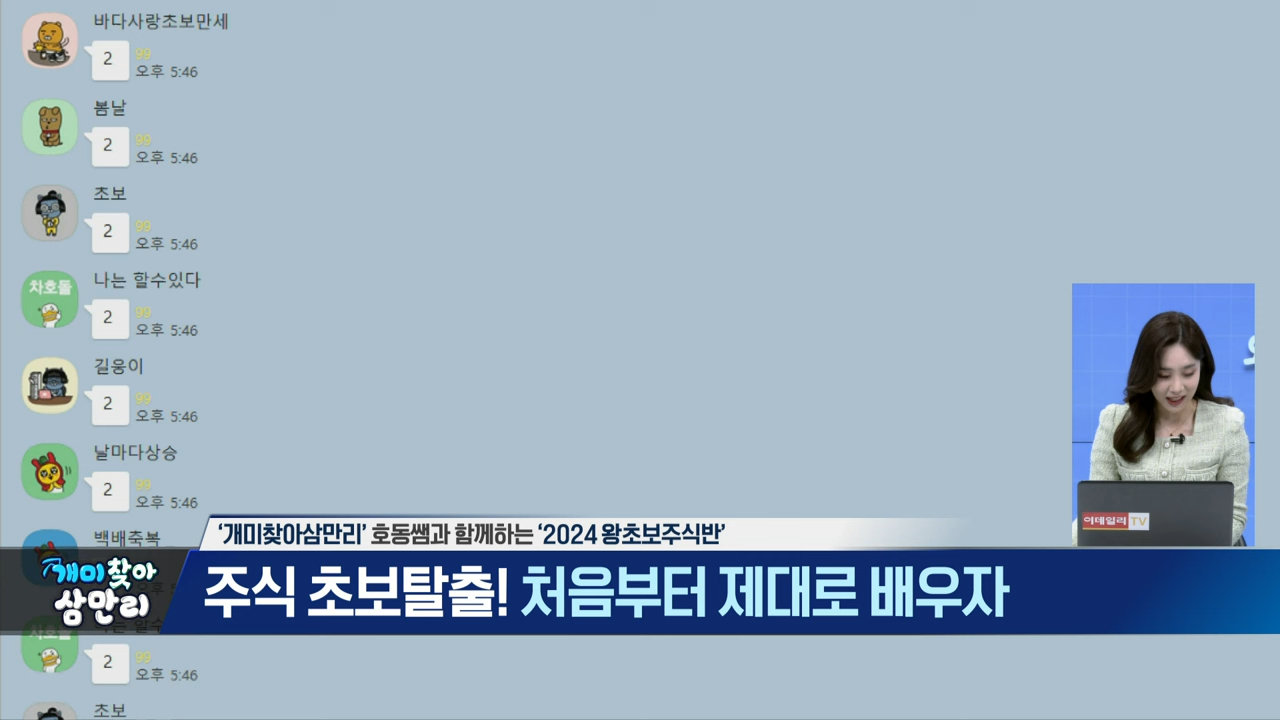 바다사랑초보만세
2
99
오후 5:46
봄날
2
99
오후 5:46
초보
2
99
오후 5:46
차호돌
나는 할수있다
2
99
오후 5:46
길웅이
2
99
오후 5:46
날마다상승
2
99
오후 5:46
백배축복
이데일리TV
'개미찾아삼만리' 호동쌤과 함께하는 '2024 왕초보주식반'
개미찾아
삼만리
주식 초보탈출! 처음부터 제대로 배우자
2
99
오후 5:46
초보